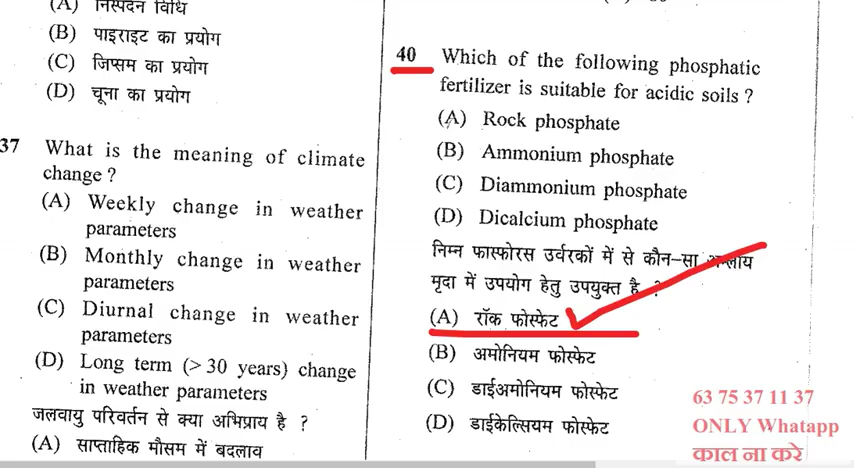 (A) निस्पंदन विधि
(B) पाइराइट का प्रयोग
(C) जिप्सम का प्रयोग
(D) चूना का प्रयोग
37 What is the meaning of climate
change ?
(A) Weekly change in weather
parameters
(B) Monthly change in weather
parameters
(C) Diurnal change in weather
parameters
(D) Long term (> 30 years) change
in weather parameters
जलवायु परिवर्तन से क्या अभिप्राय है ?
(A) साप्ताहिक मौसम में बदलाव
40 Which of the following phosphatic
fertilizer is suitable for acidic soils ?
(A) Rock phosphate
(B) Ammonium phosphate
(C) Diammonium phosphate
(D) Dicalcium phosphate
निम्न फास्फोरस उर्वरकों में से कौन-सा अम्लीय
मृदा में उपयोग हेतु उपयुक्त है ?
(A) रॉक फोस्फेट
(B) अमोनियम फोस्फेट
(C) डाईअमोनियम फोस्फेट
(D) डाईकेल्सियम फोस्फेट
63 75 37 11 37
ONLY Whatapp
काल ना करे